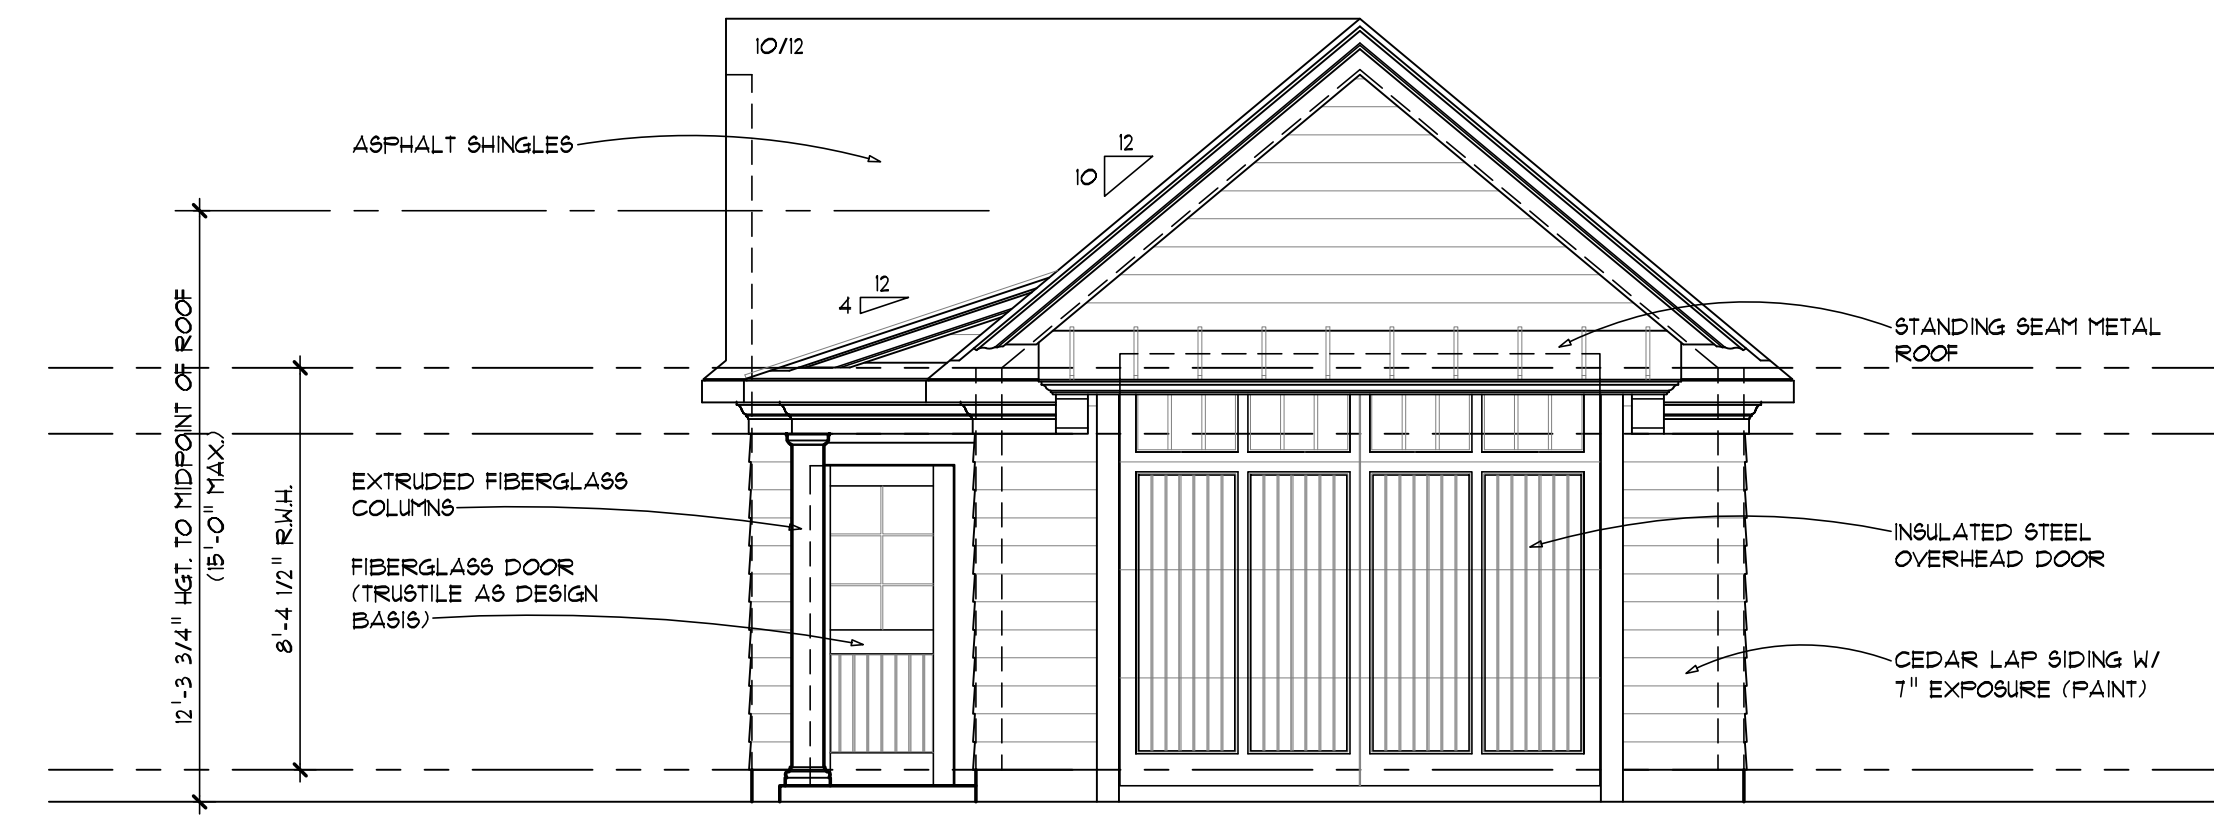 10/12
ASPHALT SHINGLES
12
10
12
4
STANDING SEAM METAL
ROOF
12'-3 3/4" HGT. TO MIDPOINT OF ROOF
(15'-0" MAX.)
8'-4 1/2" R.W.H.
EXTRUDED FIBERGLASS
COLUMNS
FIBERGLASS DOOR
(TRUSTILE AS DESIGN
BASIS)
INSULATED STEEL
OVERHEAD DOOR
CEDAR LAP SIDING W/
7" EXPOSURE (PAINT)